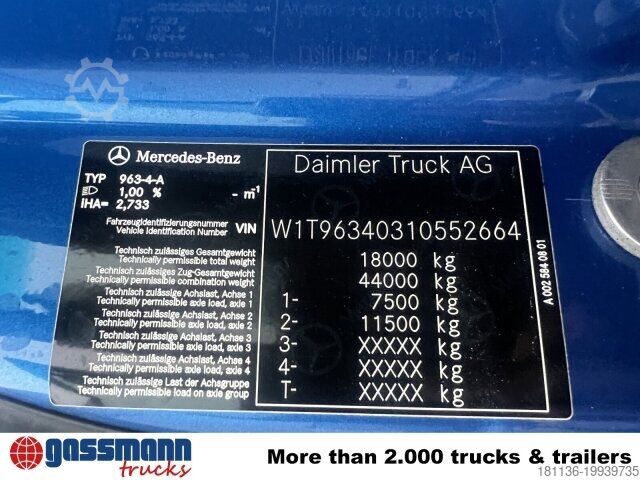 Mercedes-Benz
Daimler Truck AG
TYP 963-4-A
1,00 % - m⁻¹
IHA= 2,733
Fahrzeugidentifizierungsnummer
Vehicle Identification Number VIN W1T96340310552664
Technisch zulässiges Gesamtgewicht
Technically permissible total weight 18000 kg
Technisch zulässiges Zug-Gesamtgewicht
Technically permissible combination weight 44000 kg
Technisch zulässige Achslast, Achse 1
Technically permissible axle load, axle 1 1- 7500 kg
Technisch zulässige Achslast, Achse 2
Technically permissible axle load, axle 2 2- 11500 kg
Technisch zulässige Achslast, Achse 3
Technically permissible axle load, axle 3 3- XXXXX kg
Technisch zulässige Achslast, Achse 4
Technically permissible axle load, axle 4 4- XXXXX kg
Technisch zulässige Last der Achsgruppe
Technically permissible load on axle group T- XXXXX kg
A 002 584 08 01
gassmann
trucks
More than 2.000 trucks & trailers
181136-19939735